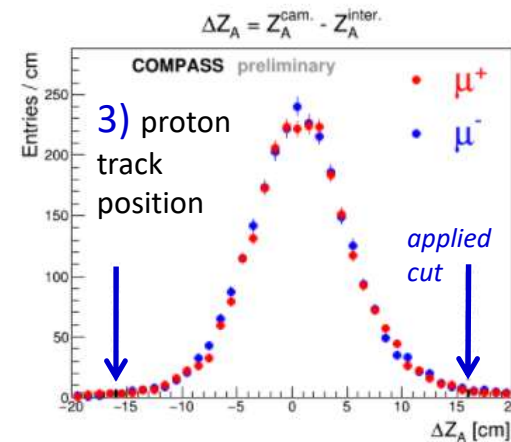 ΔZ_A = Z_A^cam. - Z_A^inter.
COMPASS preliminary
Entries / cm
250
200
150
100
50
0
3) proton
track
position
μ⁺
μ⁻
applied
cut
-20 -15 -10 -5 0 5 10 15 2
ΔZ_A [cm]